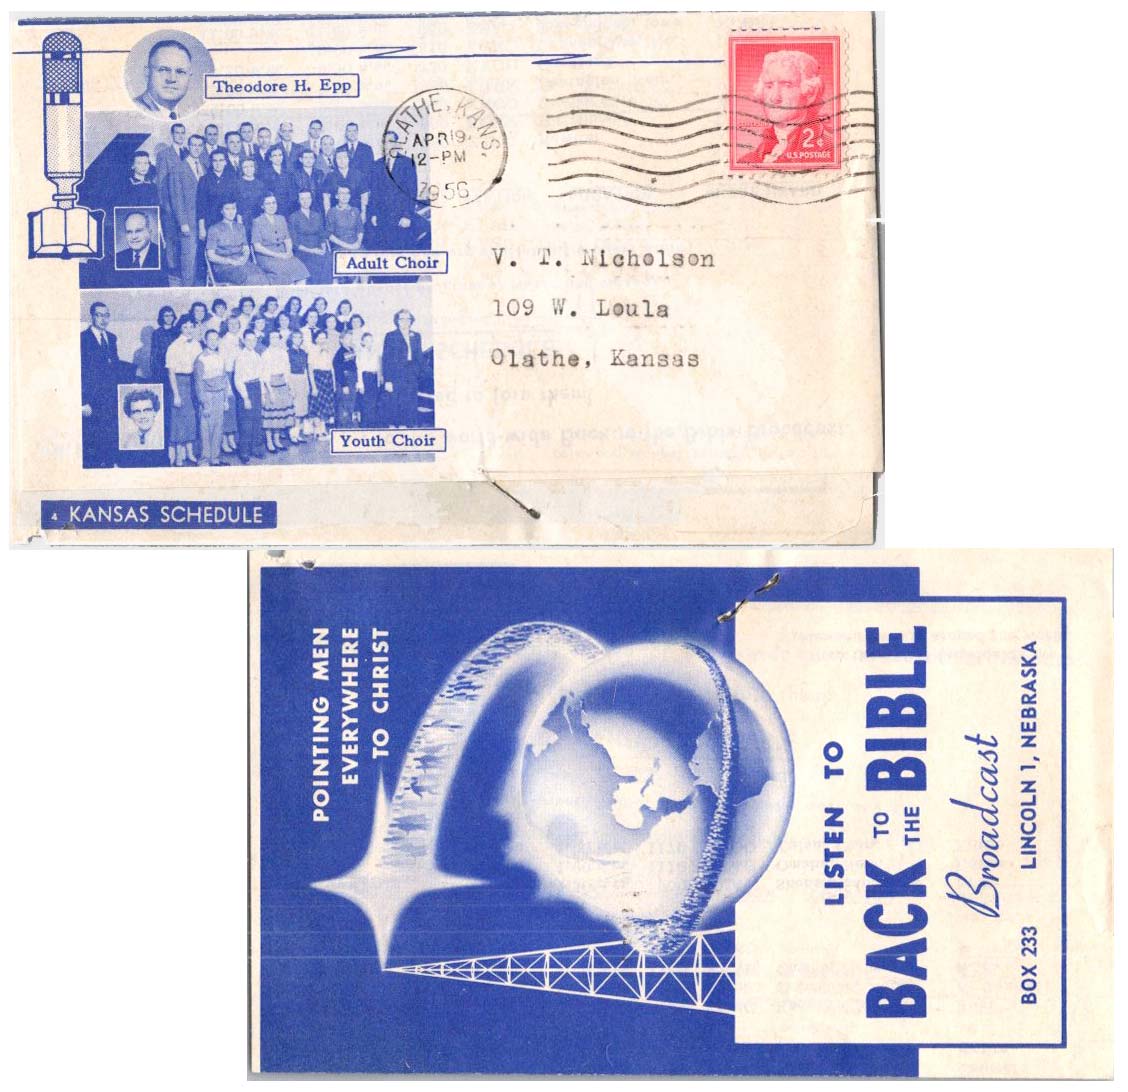 Theodore H. Epp
Adult Choir
Youth Choir
4 KANSAS SCHEDULE
OLATHE, KANS.
APR 19
12-PM
1956
2¢
U.S. POSTAGE
V. T. Nicholson
109 W. Loula
Olathe, Kansas
POINTING MEN
EVERYWHERE
TO CHRIST
LISTEN TO
BACK TO THE BIBLE
Broadcast
BOX 233 LINCOLN 1, NEBRASKA